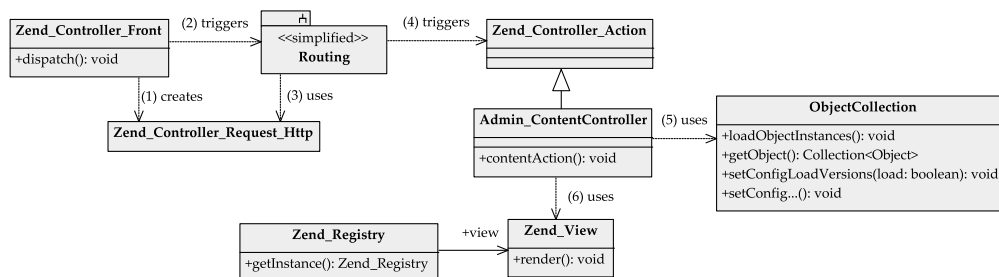 Zend_Controller_Front
+dispatch(): void
(2) triggers
<<simplified>>
Routing
(4) triggers
Zend_Controller_Action
(1) creates
(3) uses
Zend_Controller_Request_Http
Admin_ContentController
+contentAction(): void
(5) uses
ObjectCollection
+loadObjectInstances(): void
+getObject(): Collection<Object>
+setConfigLoadVersions(load: boolean): void
+setConfig...(): void
(6) uses
Zend_Registry
+getInstance(): Zend_Registry
+view
Zend_View
+render(): void